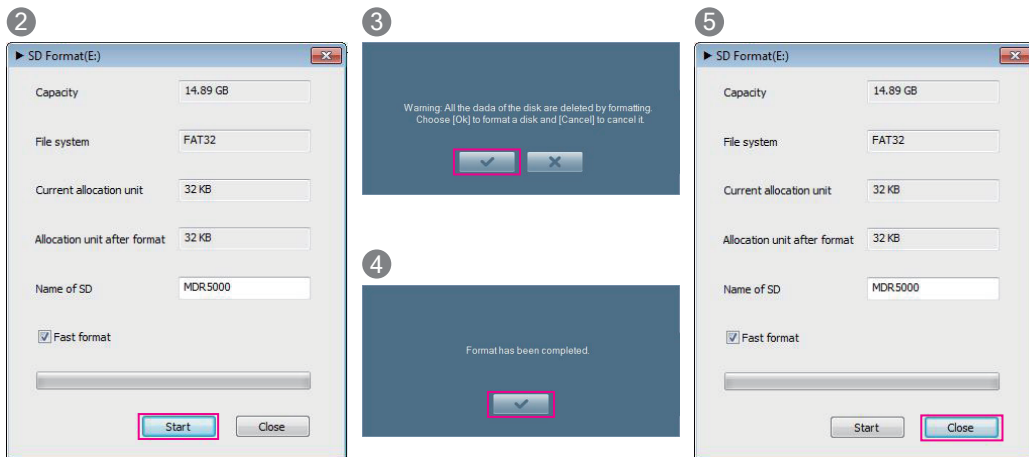 2
SD Format(E:)
Capacity 14.89 GB
File system FAT32
Current allocation unit 32 KB
Allocation unit after format 32 KB
Name of SD MDR5000
Fast format
Start Close
3
Warning: All the dada of the disk are deleted by formatting.
Choose [Ok] to format a disk and [Cancel] to cancel it.
4
Format has been completed.
5
SD Format(E:)
Capacity 14.89 GB
File system FAT32
Current allocation unit 32 KB
Allocation unit after format 32 KB
Name of SD MDR5000
Fast format
Start Close